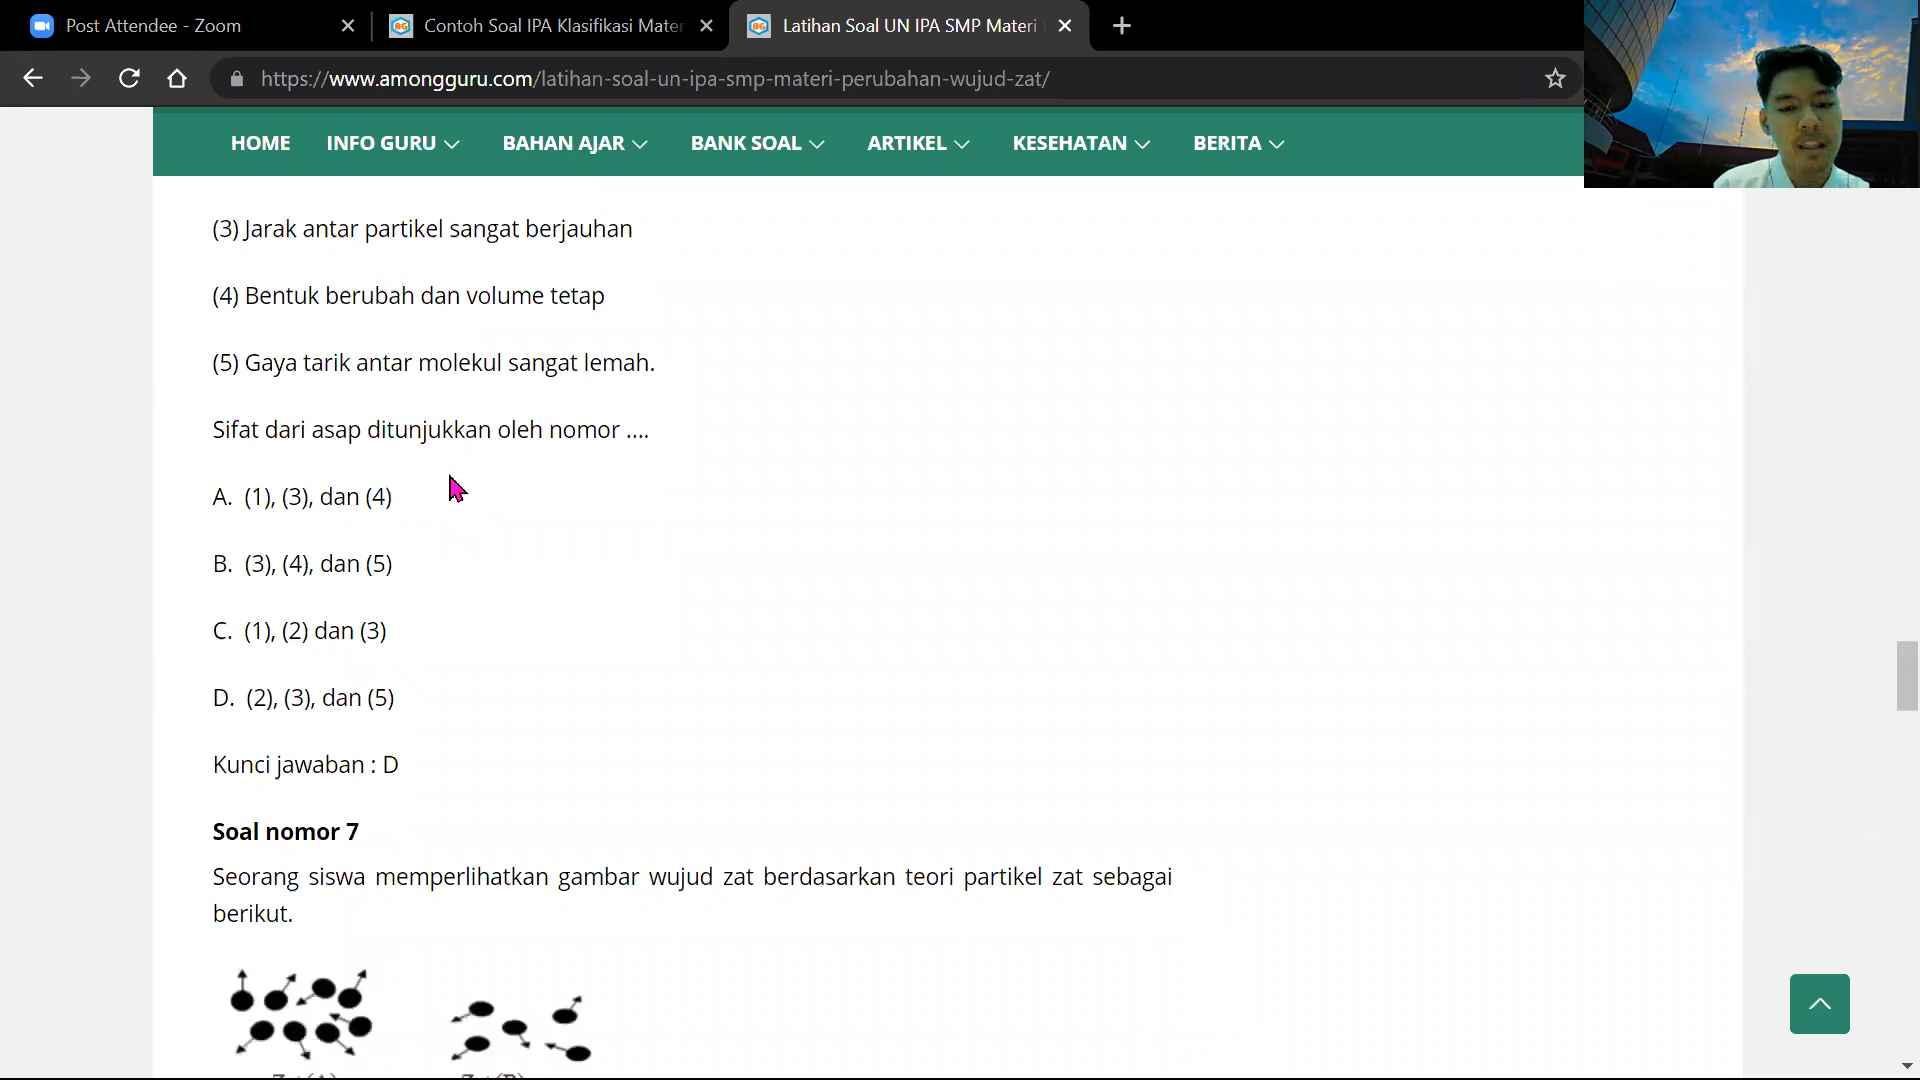 Post Attendee - Zoom
Contoh Soal IPA Klasifikasi Mater
Latihan Soal UN IPA SMP Materi
https://www.amongguru.com/latihan-soal-un-ipa-smp-materi-perubahan-wujud-zat/
HOME INFO GURU BAHAN AJAR BANK SOAL ARTIKEL KESEHATAN BERITA
(3) Jarak antar partikel sangat berjauhan
(4) Bentuk berubah dan volume tetap
(5) Gaya tarik antar molekul sangat lemah.
Sifat dari asap ditunjukkan oleh nomor ....
A. (1), (3), dan (4)
B. (3), (4), dan (5)
C. (1), (2) dan (3)
D. (2), (3), dan (5)
Kunci jawaban : D
Soal nomor 7
Seorang siswa memperlihatkan gambar wujud zat berdasarkan teori partikel zat sebagai
berikut.